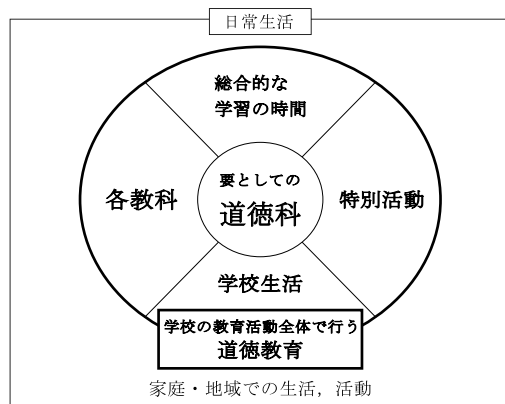 日常生活
総合的な
学習の時間
各教科
要としての
道徳科
特別活動
学校生活
学校の教育活動全体で行う
道徳教育
家庭・地域での生活，活動